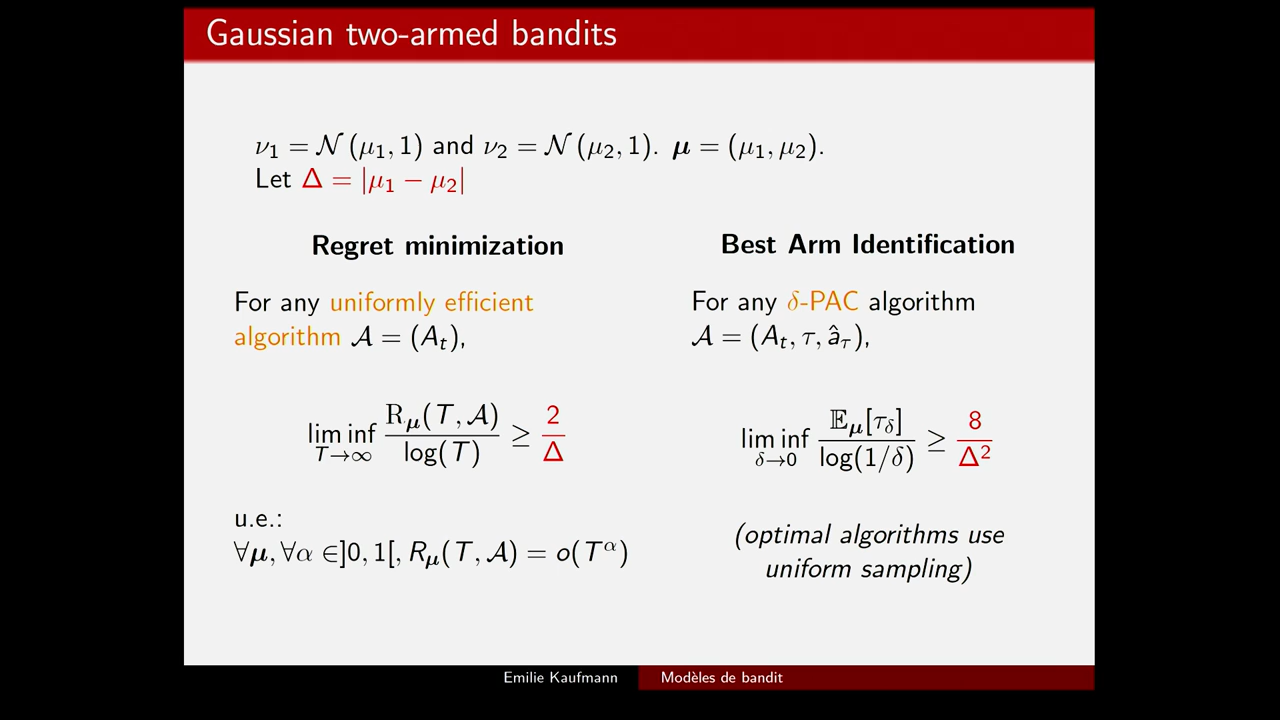 Gaussian two-armed bandits
ν₁ = 𝒩(μ₁, 1) and ν₂ = 𝒩(μ₂, 1). 𝝁 = (μ₁, μ₂).
Let Δ = |μ₁ − μ₂|
Regret minimization
For any uniformly efficient
algorithm 𝒜 = (Aₜ),
lim inf_{T→∞} R_𝝁(T, 𝒜) / log(T) ≥ 2/Δ
u.e.:
∀𝝁, ∀α ∈]0, 1[, R_𝝁(T, 𝒜) = o(T^α)
Best Arm Identification
For any δ-PAC algorithm
𝒜 = (Aₜ, τ, â_τ),
lim inf_{δ→0} 𝔼_𝝁[τ_δ] / log(1/δ) ≥ 8/Δ²
(optimal algorithms use
uniform sampling)
Emilie Kaufmann
Modèles de bandit